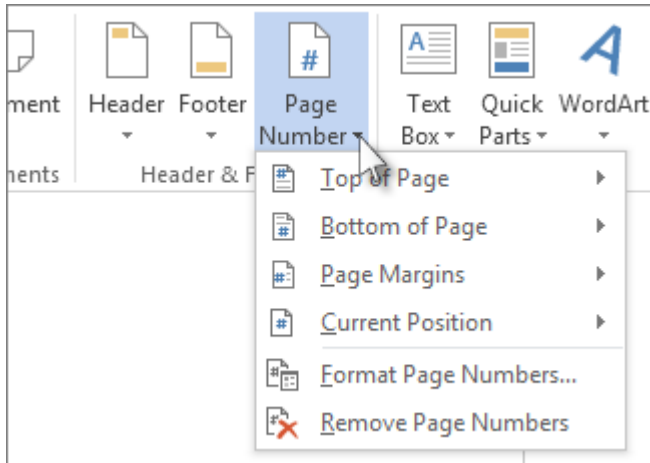 ment Header Footer Page Text Quick WordArt
Number Box Parts
nents Header & F
Top of Page
Bottom of Page
Page Margins
Current Position
Format Page Numbers...
Remove Page Numbers